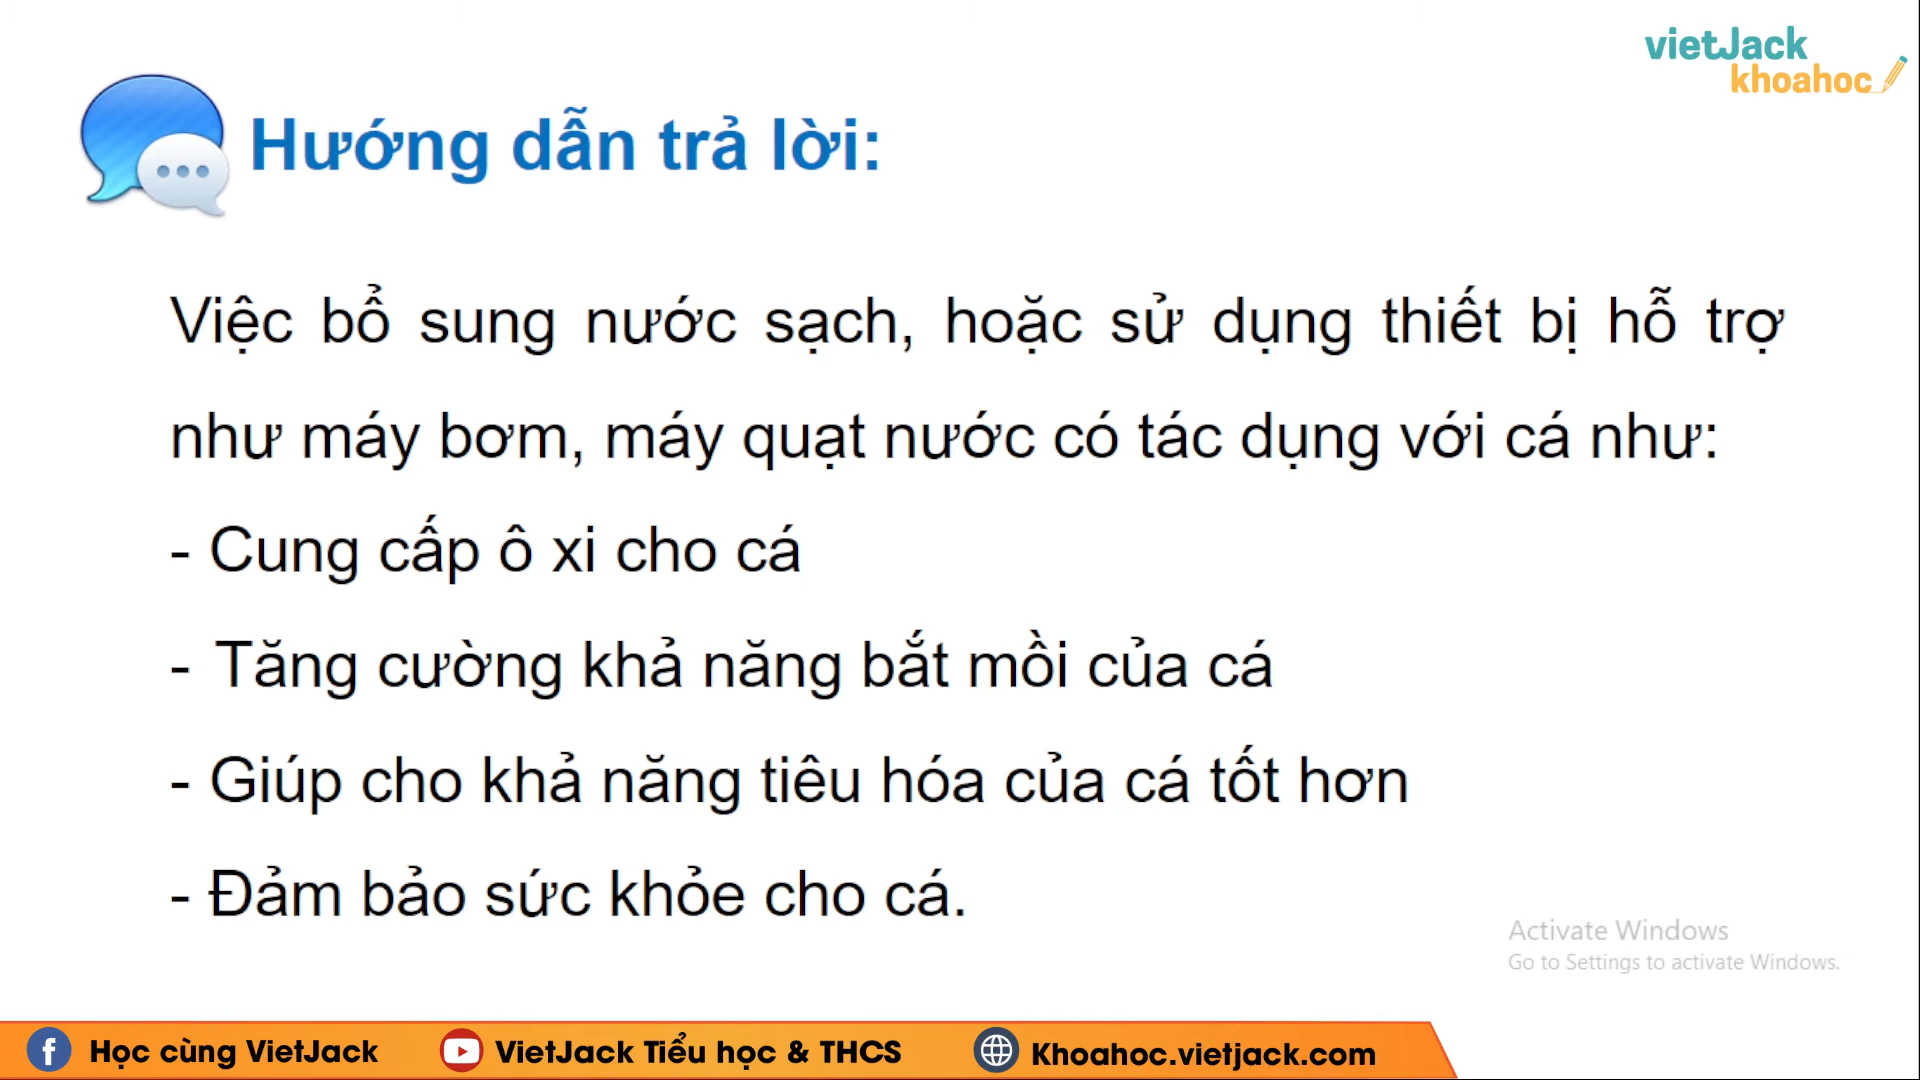 vietJack
khoahoc
Hướng dẫn trả lời:
Việc bổ sung nước sạch, hoặc sử dụng thiết bị hỗ trợ
như máy bơm, máy quạt nước có tác dụng với cá như:
- Cung cấp ô xi cho cá
- Tăng cường khả năng bắt mồi của cá
- Giúp cho khả năng tiêu hóa của cá tốt hơn
- Đảm bảo sức khỏe cho cá.
Activate Windows
Go to Settings to activate Windows.
Học cùng VietJack
VietJack Tiểu học & THCS
Khoahoc.vietjack.com